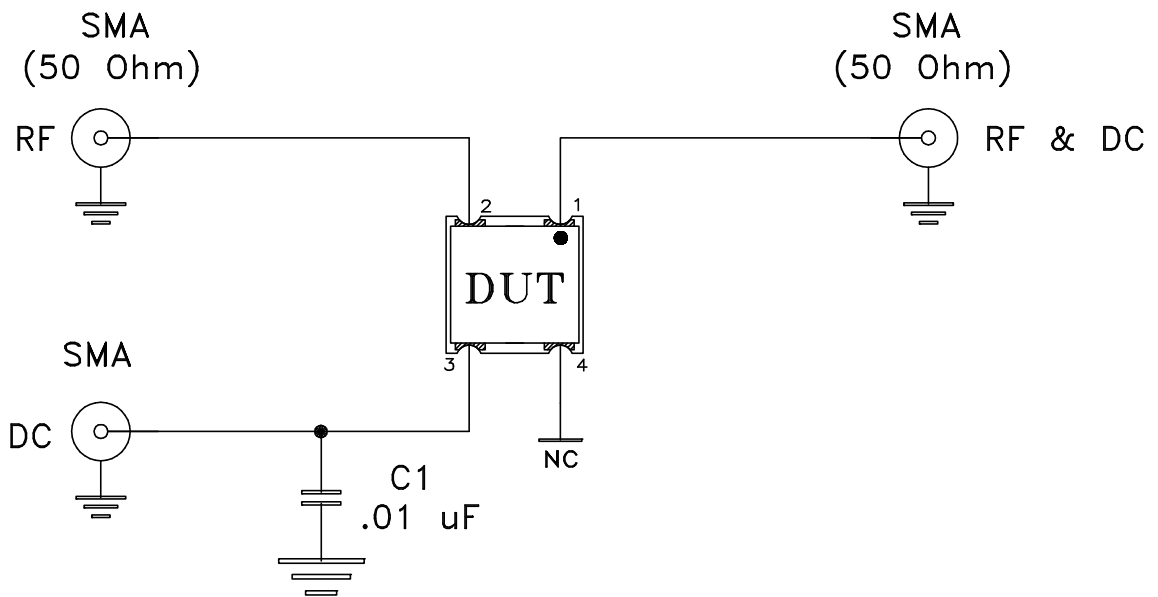 SMA
(50 Ohm)
SMA
(50 Ohm)
RF
RF & DC
2
1
DUT
3
4
SMA
DC
NC
C1
.01 uF